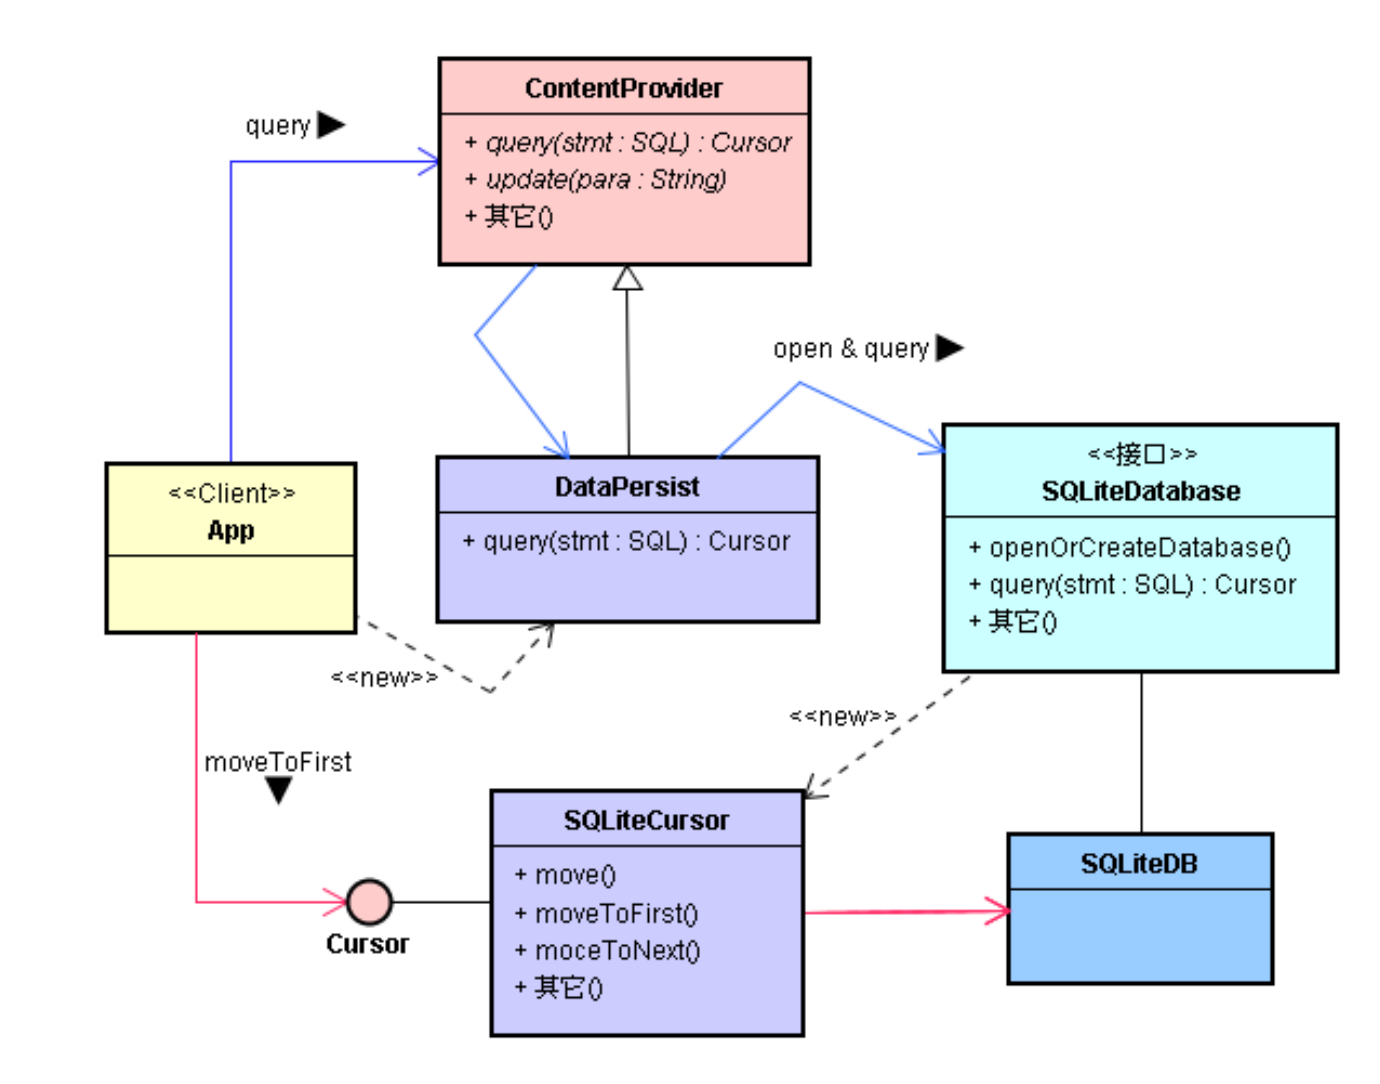 ContentProvider
query ▶
+ query(stmt : SQL) : Cursor
+ update(para : String)
+ 其它()
open & query ▶
<<Client>>
App
DataPersist
+ query(stmt : SQL) : Cursor
<<接口>>
SQLiteDatabase
+ openOrCreateDatabase()
+ query(stmt : SQL) : Cursor
+ 其它()
<<new>>
<<new>>
moveToFirst
▼
SQLiteCursor
+ move()
+ moveToFirst()
+ moceToNext()
+ 其它()
Cursor
SQLiteDB